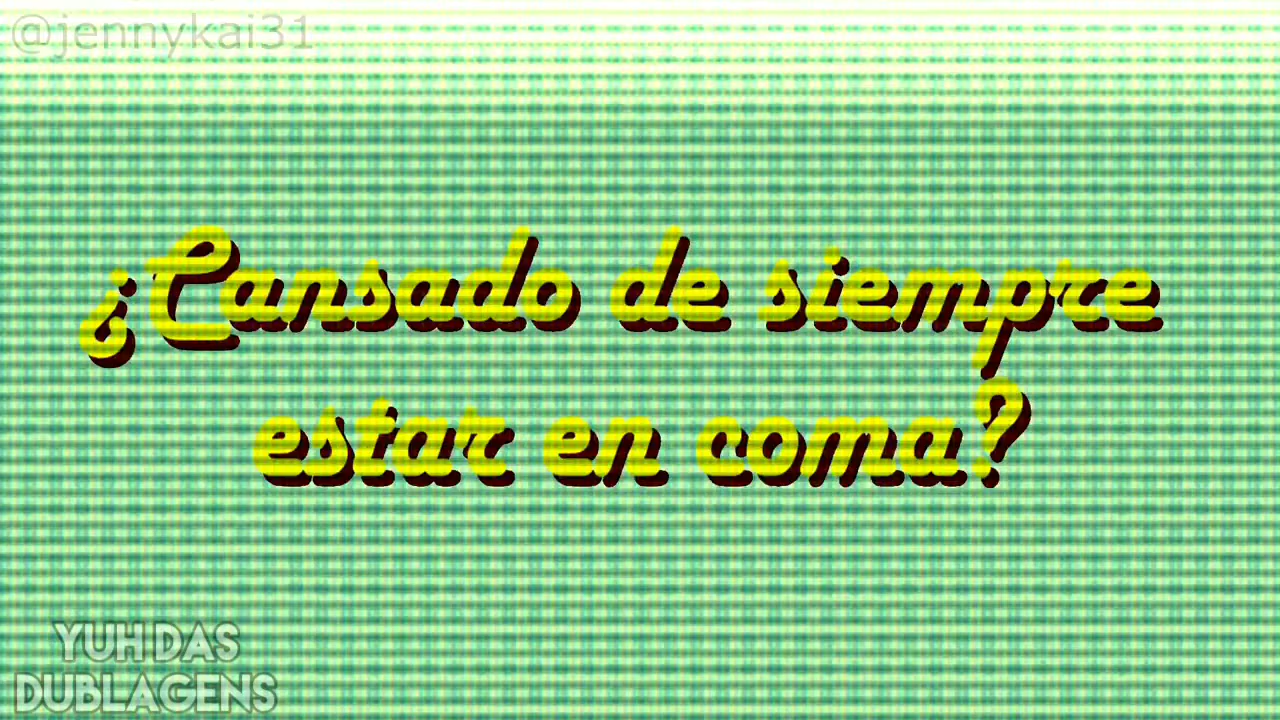 @jennykai31
¿Cansado de siempre
estar en coma?
YUH DAS
DUBLAGENS